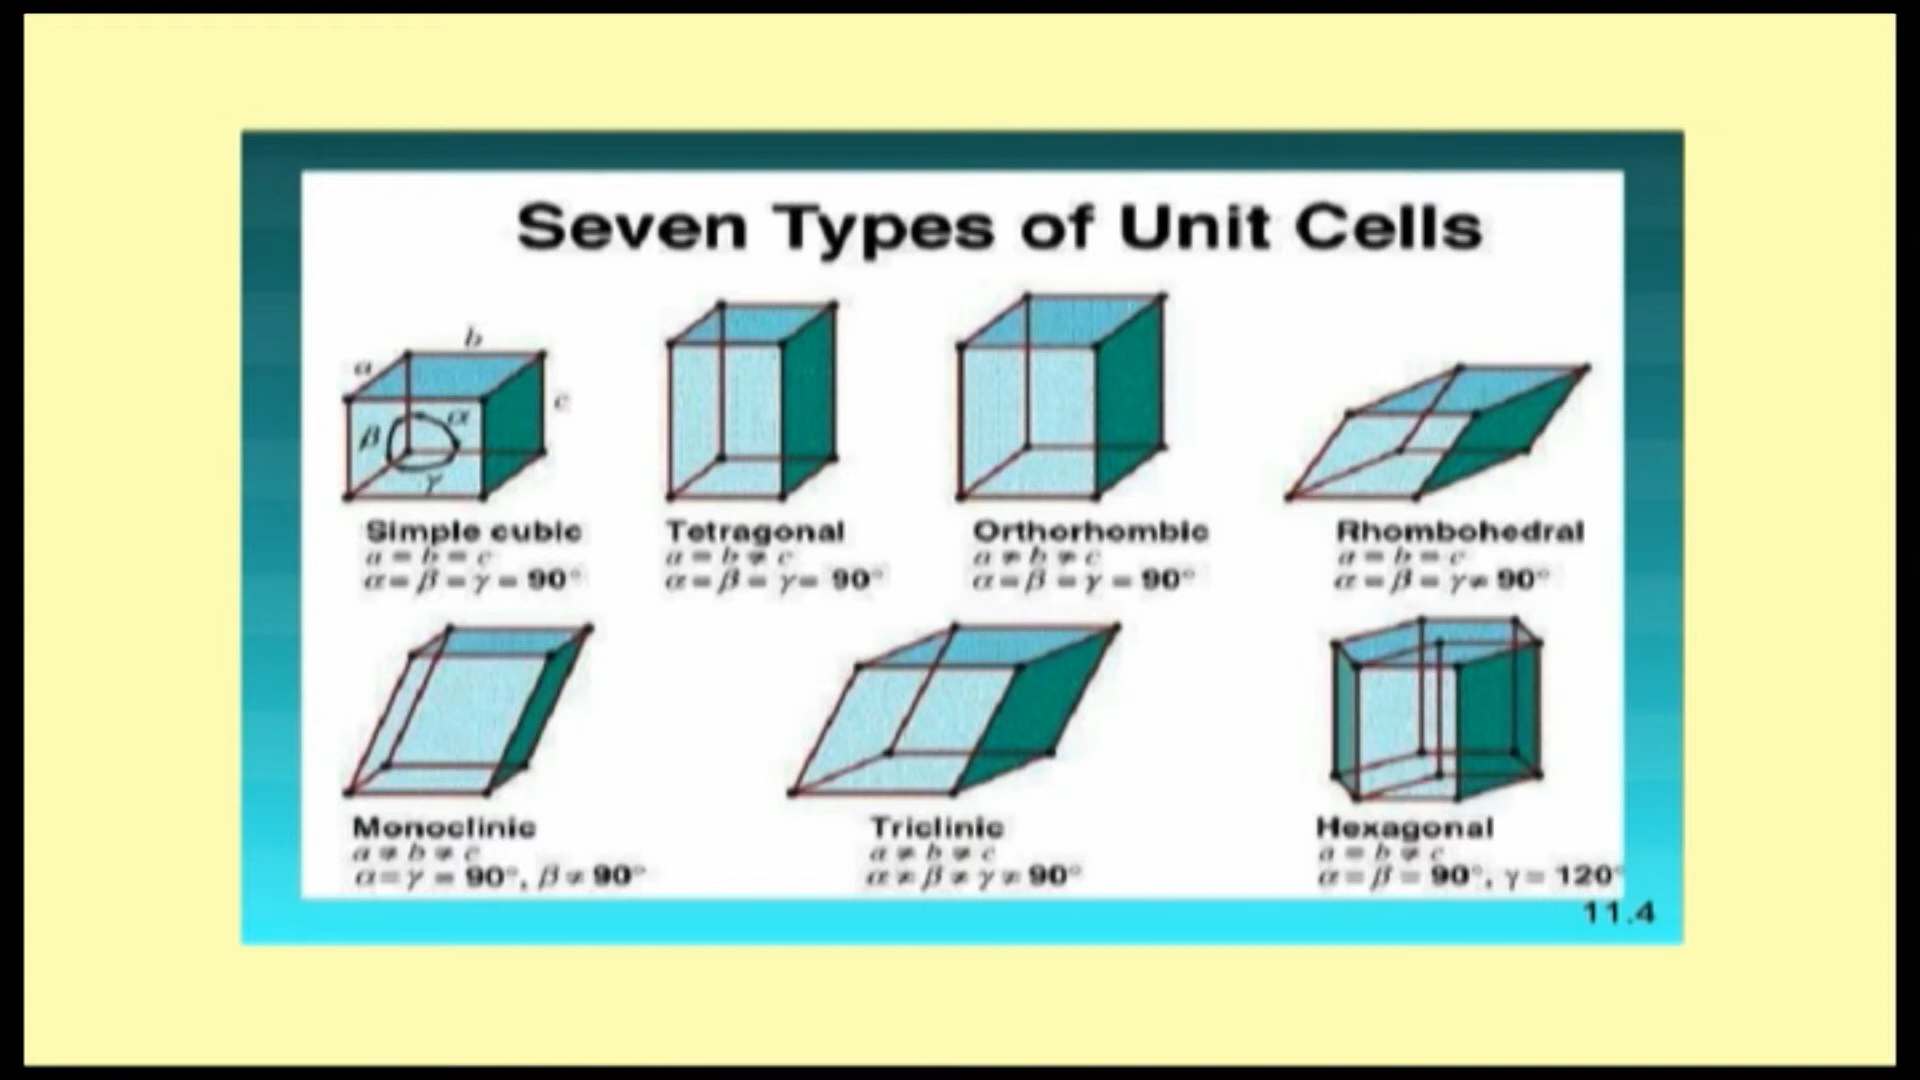 Seven Types of Unit Cells
b
a
c
α
β
γ
Simple cubic
a = b = c
α = β = γ = 90°
Tetragonal
a = b ≠ c
α = β = γ = 90°
Orthorhombic
a ≠ b ≠ c
α = β = γ = 90°
Rhombohedral
a = b = c
α = β = γ ≠ 90°
Monoclinic
a ≠ b ≠ c
α = γ = 90°, β ≠ 90°
Triclinic
a ≠ b ≠ c
α ≠ β ≠ γ ≠ 90°
Hexagonal
a = b ≠ c
α = β = 90°, γ = 120°
11.4